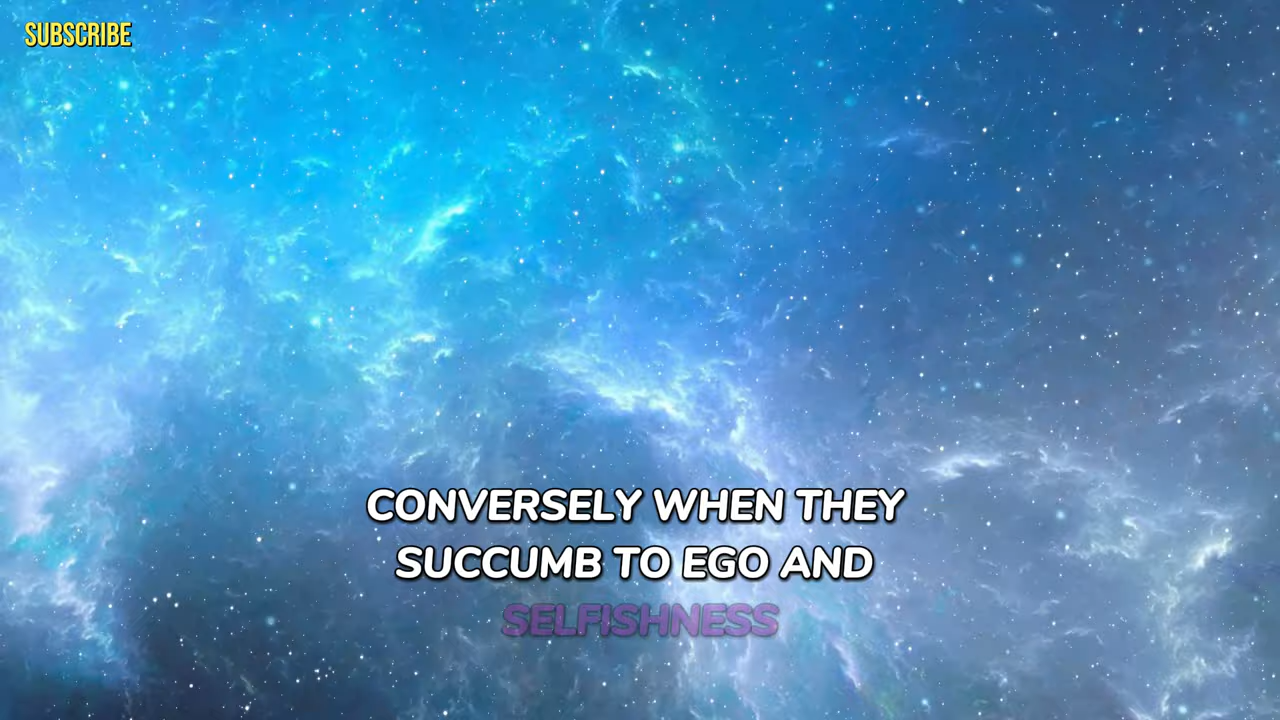 SUBSCRIBE
CONVERSELY WHEN THEY
SUCCUMB TO EGO AND
SELFISHNESS